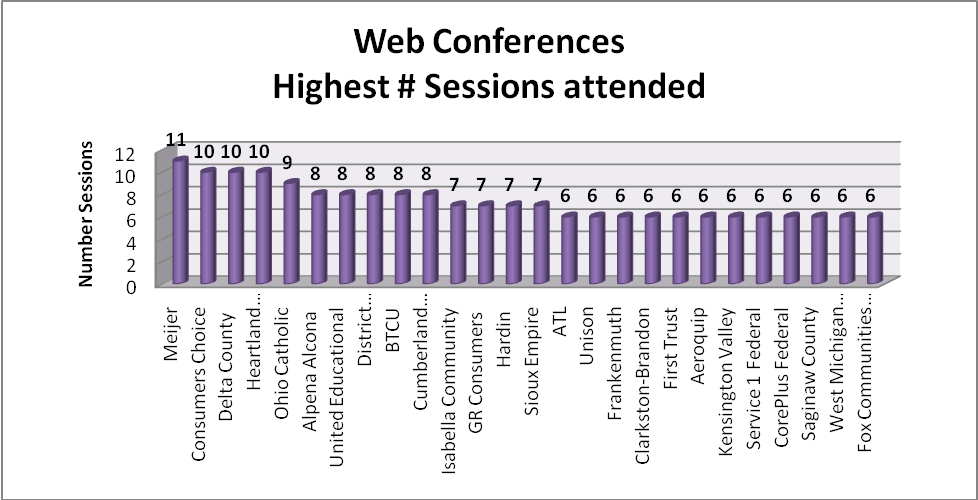 Web Conferences
Highest # Sessions attended
Number Sessions
12
10
8
6
4
2
0
11
10
10
10
9
8
8
8
8
8
7
7
7
7
6
6
6
6
6
6
6
6
6
6
6
6
Meijer
Consumers Choice
Delta County
Heartland...
Ohio Catholic
Alpena Alcona
United Educational
District...
BTCU
Cumberland...
Isabella Community
GR Consumers
Hardin
Sioux Empire
ATL
Unison
Frankenmuth
Clarkston-Brandon
First Trust
Aeroquip
Kensington Valley
Service 1 Federal
CorePlus Federal
Saginaw County
West Michigan...
Fox Communities...